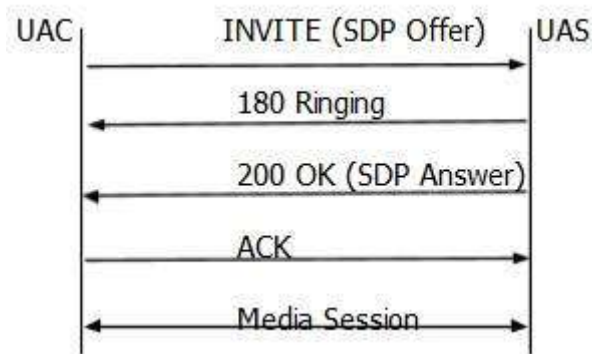 UAC
INVITE (SDP Offer)
UAS
180 Ringing
200 OK (SDP Answer)
ACK
Media Session